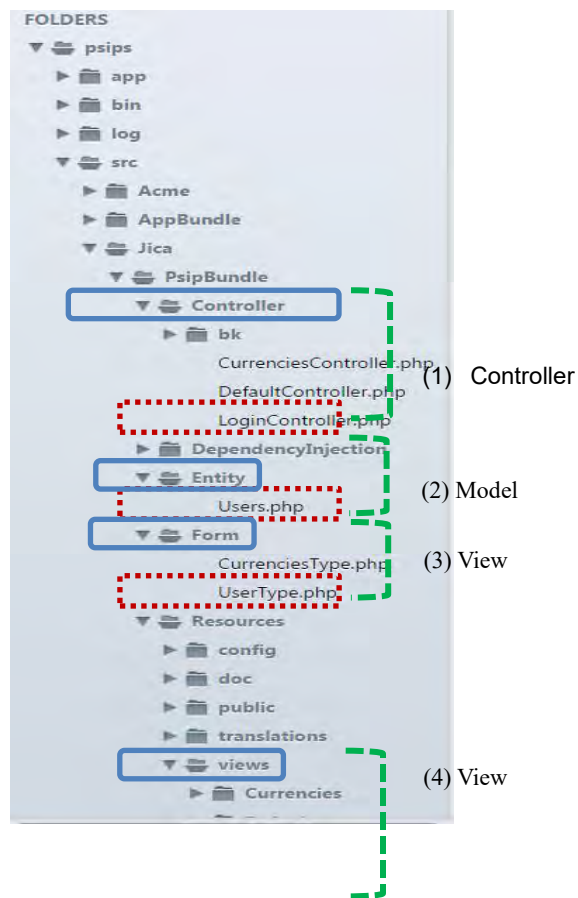 FOLDERS
psips
app
bin
log
src
Acme
AppBundle
Jica
PsipBundle
Controller
bk
CurrenciesController.php
(1) Controller
DefaultController.php
LoginController.php
DependencyInjection
Entity
(2) Model
Users.php
Form
CurrenciesType.php
(3) View
UserType.php
Resources
config
doc
public
translations
views
(4) View
Currencies